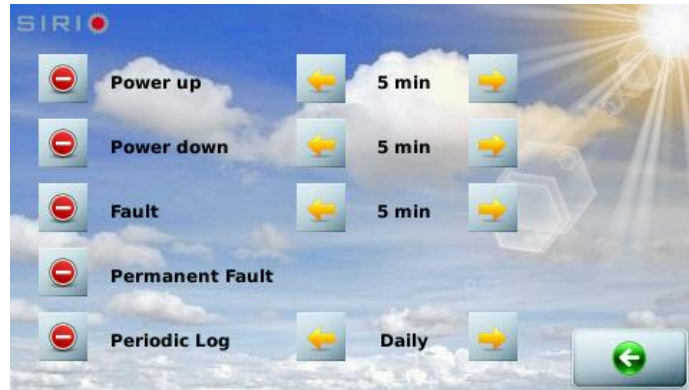 SIRIO
Power up 5 min
Power down 5 min
Fault 5 min
Permanent Fault
Periodic Log Daily